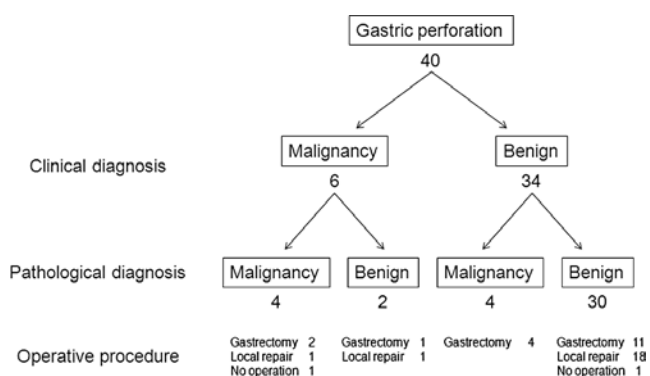 Gastric perforation
40
Clinical diagnosis
Malignancy
Benign
6
34
Pathological diagnosis
Malignancy
Benign
Malignancy
Benign
4
2
4
30
Operative procedure
Gastrectomy 2
Local repair 1
No operation 1
Gastrectomy 1
Local repair 1
Gastrectomy 4
Gastrectomy 11
Local repair 18
No operation 1